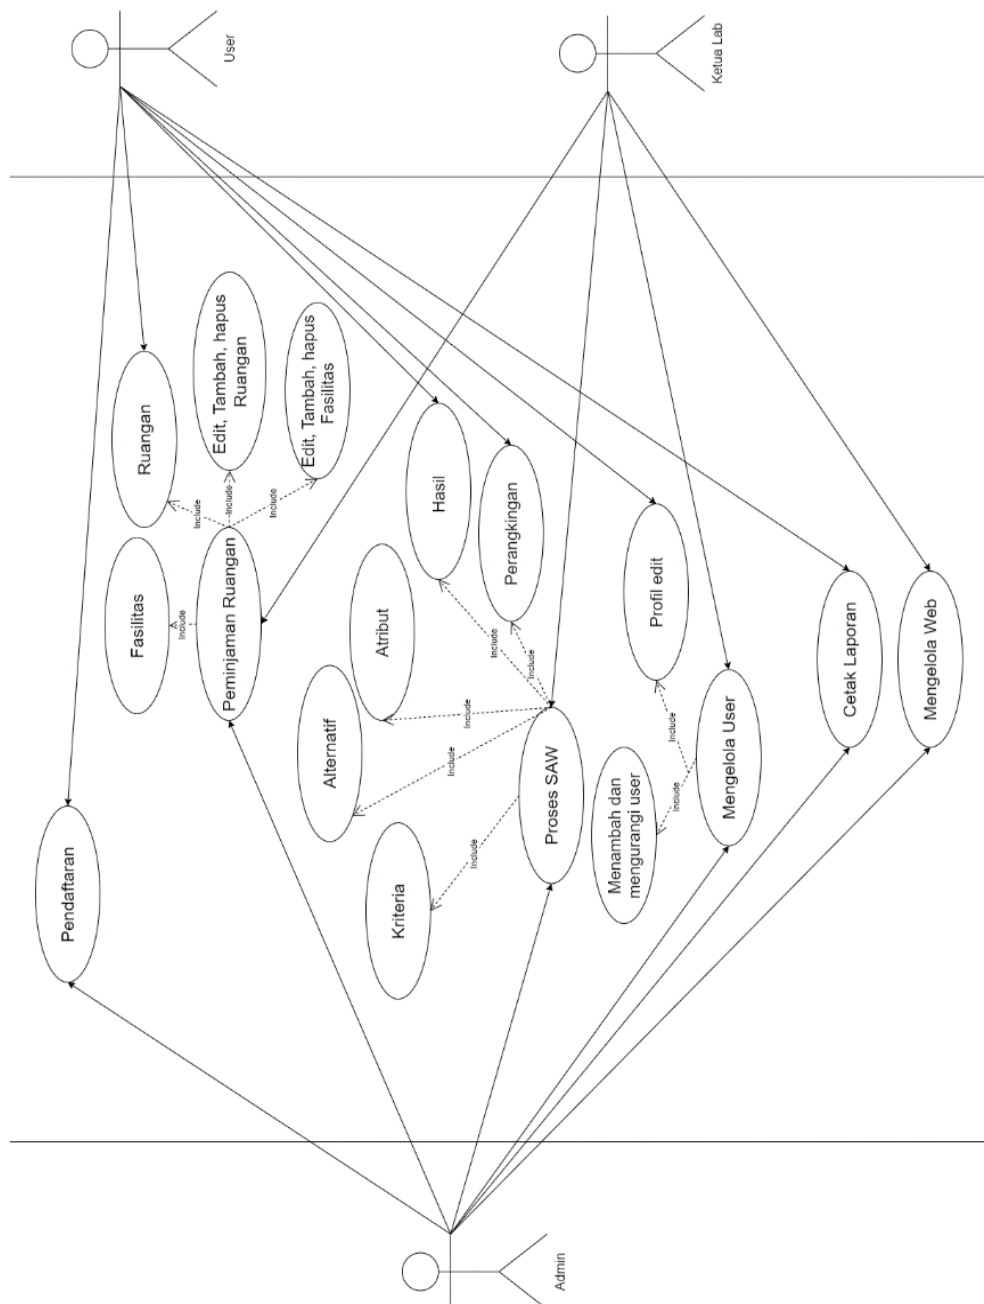 Admin
User
Ketua Lab
Pendaftaran
Fasilitas
Ruangan
Peminjaman Ruangan
Edit, Tambah, hapus
Ruangan
Edit, Tambah, hapus
Fasilitas
Include
Include
Include
Include
Kriteria
Alternatif
Atribut
Hasil
Perangkingan
Proses SAW
Include
Include
Include
Include
Include
Menambah dan
mengurangi user
Profil edit
Mengelola User
Include
Include
Cetak Laporan
Mengelola Web